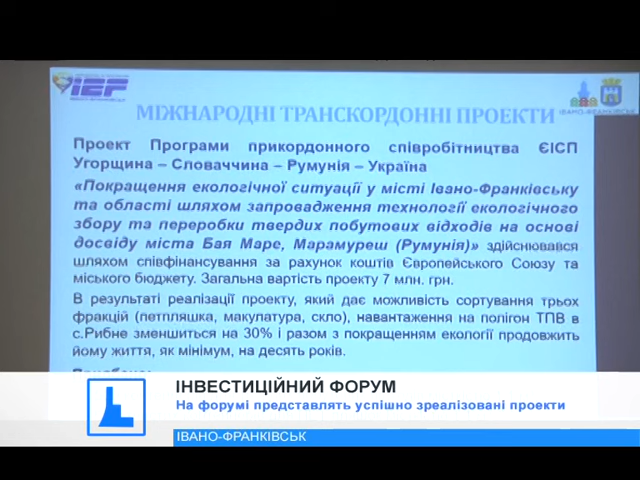 ІЕF
МІЖНАРОДНІ ТРАНСКОРДОННІ ПРОЕКТИ
ІВАНО-ФРАНКІВСЬК
Проект Програми прикордонного співробітництва ЄІСП
Угорщина – Словаччина – Румунія – Україна
«Покращення екологічної ситуації у місті Івано-Франківську
та області шляхом запровадження технології екологічного
збору та переробки твердих побутових відходів на основі
досвіду міста Бая Маре, Марамуреш (Румунія)» здійснювався
шляхом співфінансування за рахунок коштів Європейського Союзу та
міського бюджету. Загальна вартість проекту 7 млн. грн.
В результаті реалізації проекту, який дає можливість сортування трьох
фракцій (петпляшка, макулатура, скло), навантаження на полігон ТПВ в
с.Рибне зменшиться на 30% і разом з покращенням екології продовжить
йому життя, як мінімум, на десять років.
ІНВЕСТИЦІЙНИЙ ФОРУМ
На форумі представлять успішно зреалізовані проекти
ІВАНО-ФРАНКІВСЬК